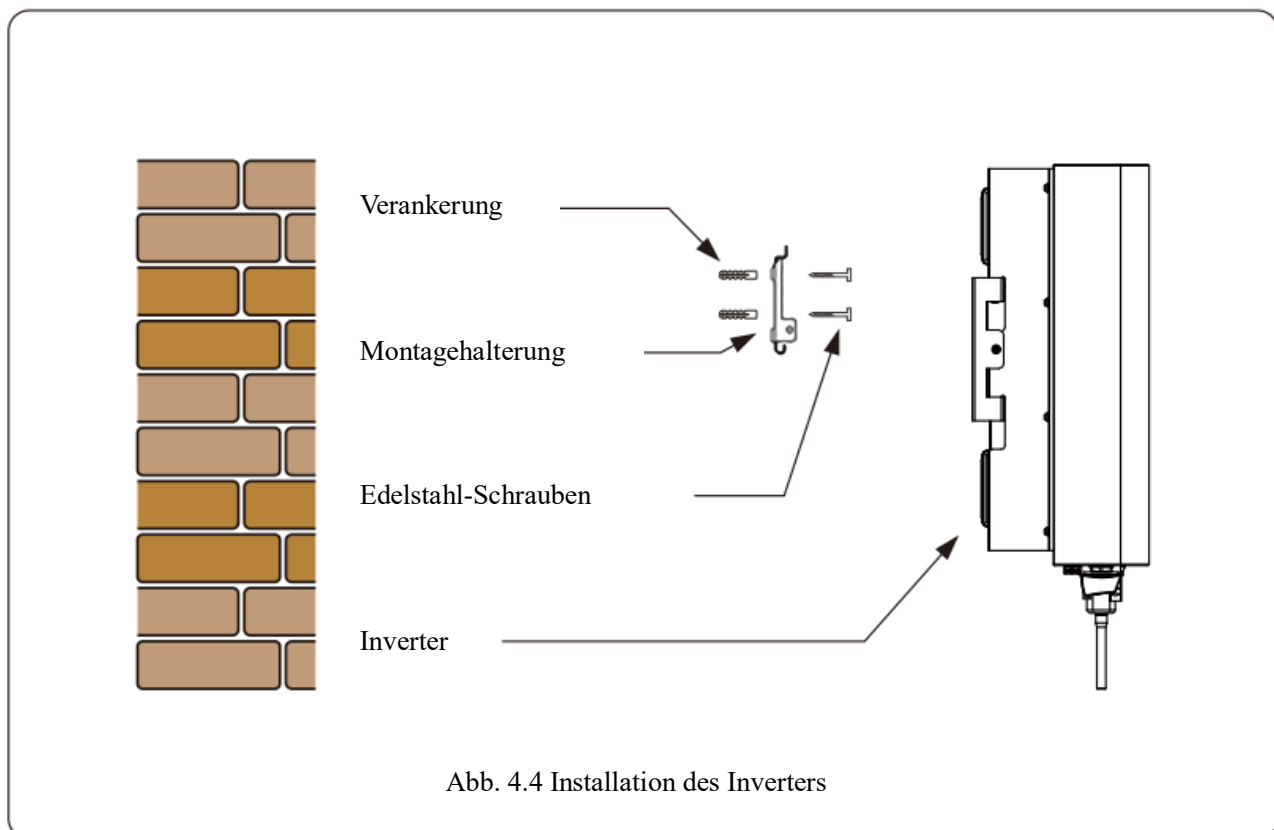 Verankerung
Montagehalterung
Edelstahl-Schrauben
Inverter
Abb. 4.4 Installation des Inverters